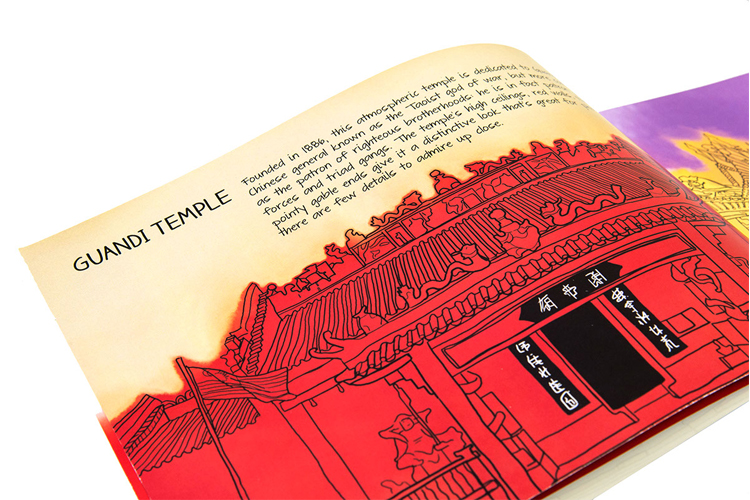 GUANDI TEMPLE
Founded in 1886, this atmospheric temple is dedicated to
Chinese general known as the Taoist god of war, but more
as the patron of righteous brotherhoods: he is in fact
forces and triad gangs. The temple's high ceilings, red walls
pointy gable ends give it a distinctive look that's great for
there are few details to admire up close.